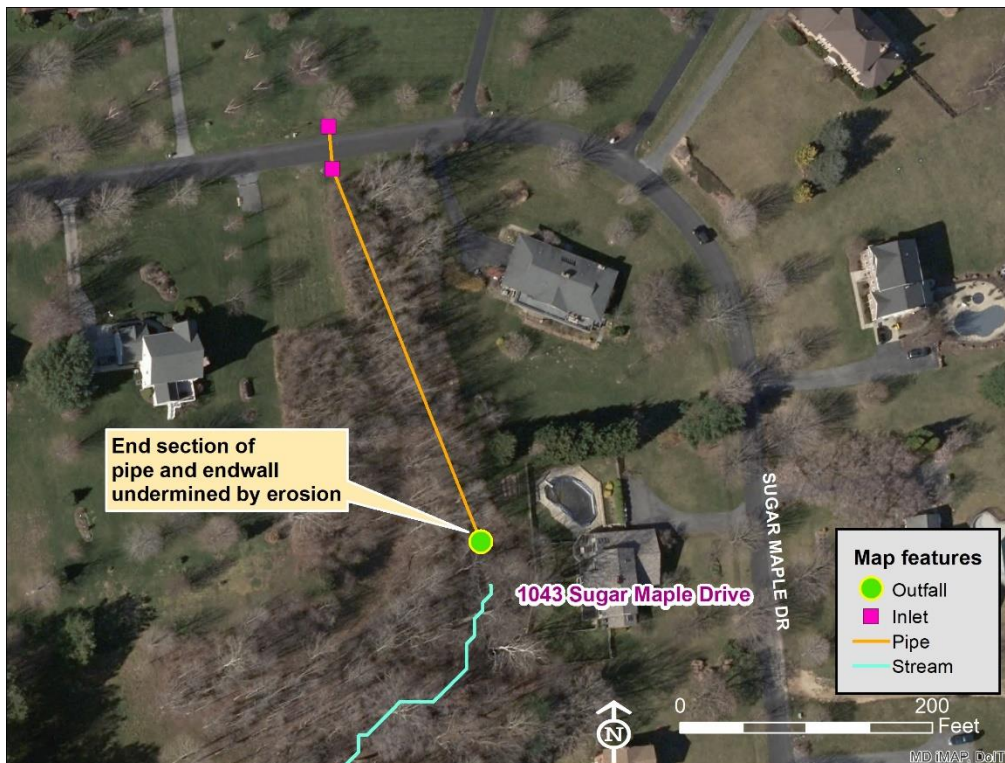 End section of
pipe and endwall
undermined by erosion
1043 Sugar Maple Drive
SUGAR MAPLE DR
Map features
Outfall
Inlet
Pipe
Stream
N
0 200
Feet
MD iMAP, DoIT